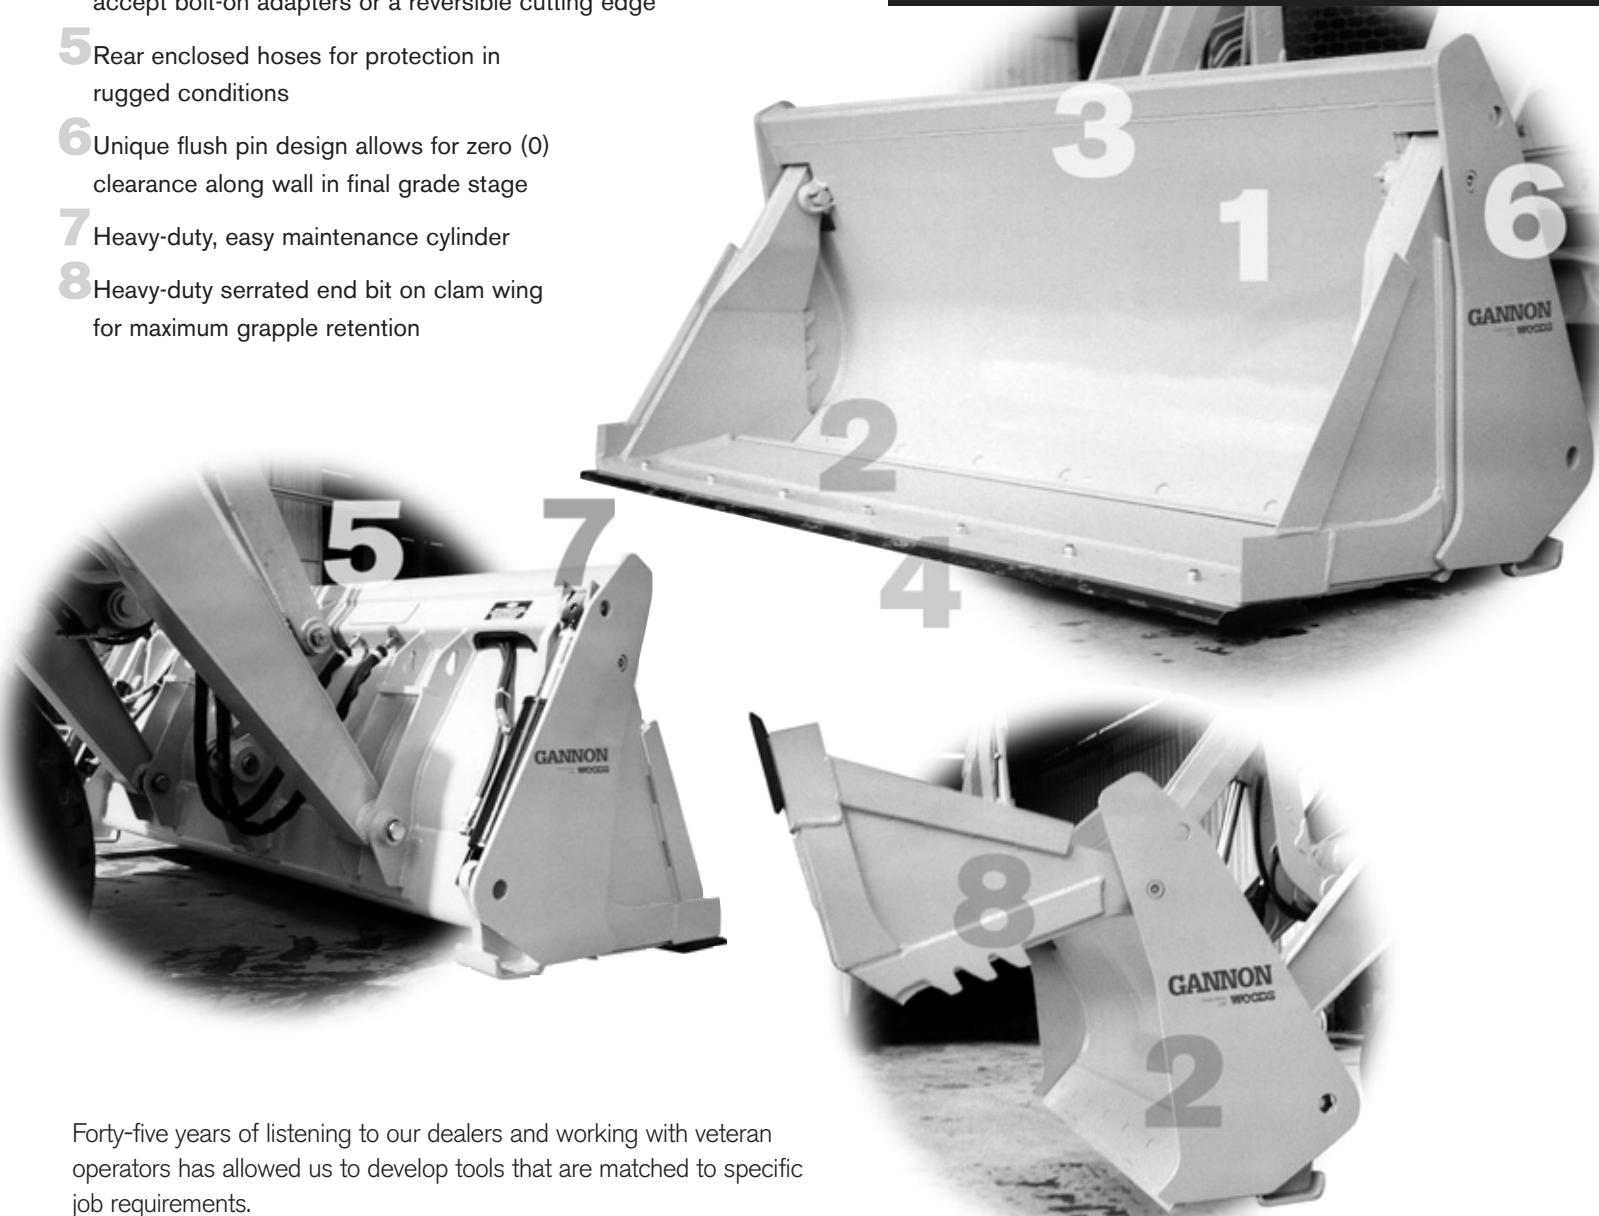 accept bolt-on adapters or a reversible cutting edge
5 Rear enclosed hoses for protection in
rugged conditions
6 Unique flush pin design allows for zero (0)
clearance along wall in final grade stage
7 Heavy-duty, easy maintenance cylinder
8 Heavy-duty serrated end bit on clam wing
for maximum grapple retention
3
1
6
GANNON
WOODS
2
4
5
7
GANNON
WOODS
8
GANNON
WOODS
2
Forty-five years of listening to our dealers and working with veteran
operators has allowed us to develop tools that are matched to specific
job requirements.